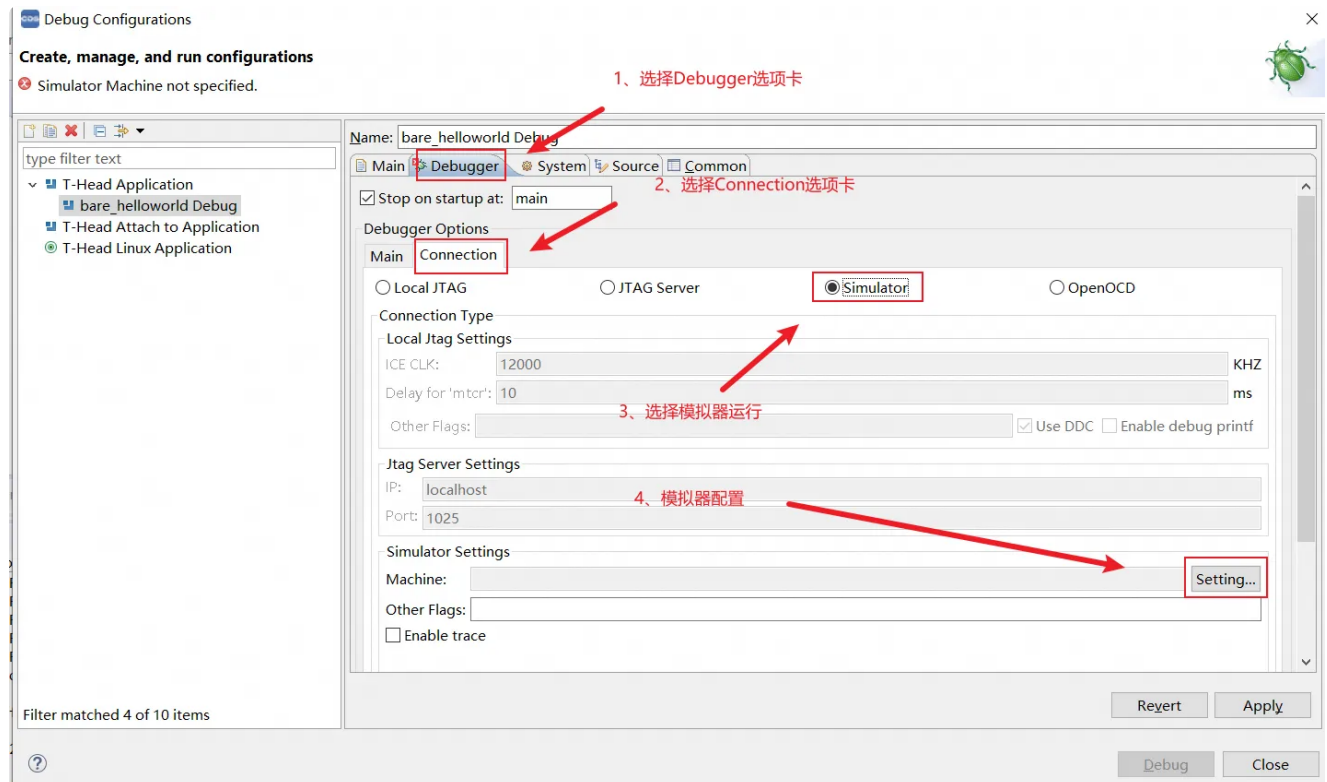 CDS Debug Configurations
Create, manage, and run configurations
Simulator Machine not specified.
1、选择Debugger选项卡
type filter text
T-Head Application
bare_helloworld Debug
T-Head Attach to Application
T-Head Linux Application
Filter matched 4 of 10 items
Name: bare_helloworld Debug
Main Debugger System Source Common
2、选择Connection选项卡
Stop on startup at: main
Debugger Options
Main Connection
Local JTAG JTAG Server Simulator OpenOCD
Connection Type
Local Jtag Settings
ICE CLK: 12000 KHZ
Delay for 'mtcr': 10 ms
3、选择模拟器运行
Other Flags: Use DDC Enable debug printf
Jtag Server Settings
IP: localhost
4、模拟器配置
Port: 1025
Simulator Settings
Machine: Setting...
Other Flags:
Enable trace
Revert Apply
Debug Close